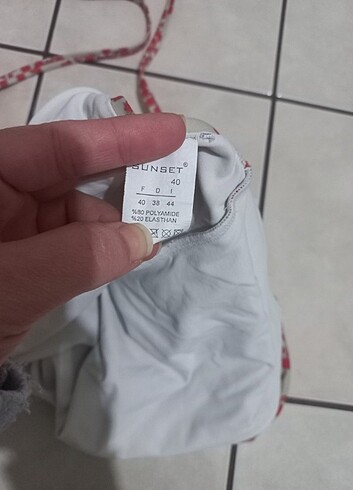 SUNSET®
40
F D I
40 38 44
%80 POLYAMIDE
%20 ELASTHAN